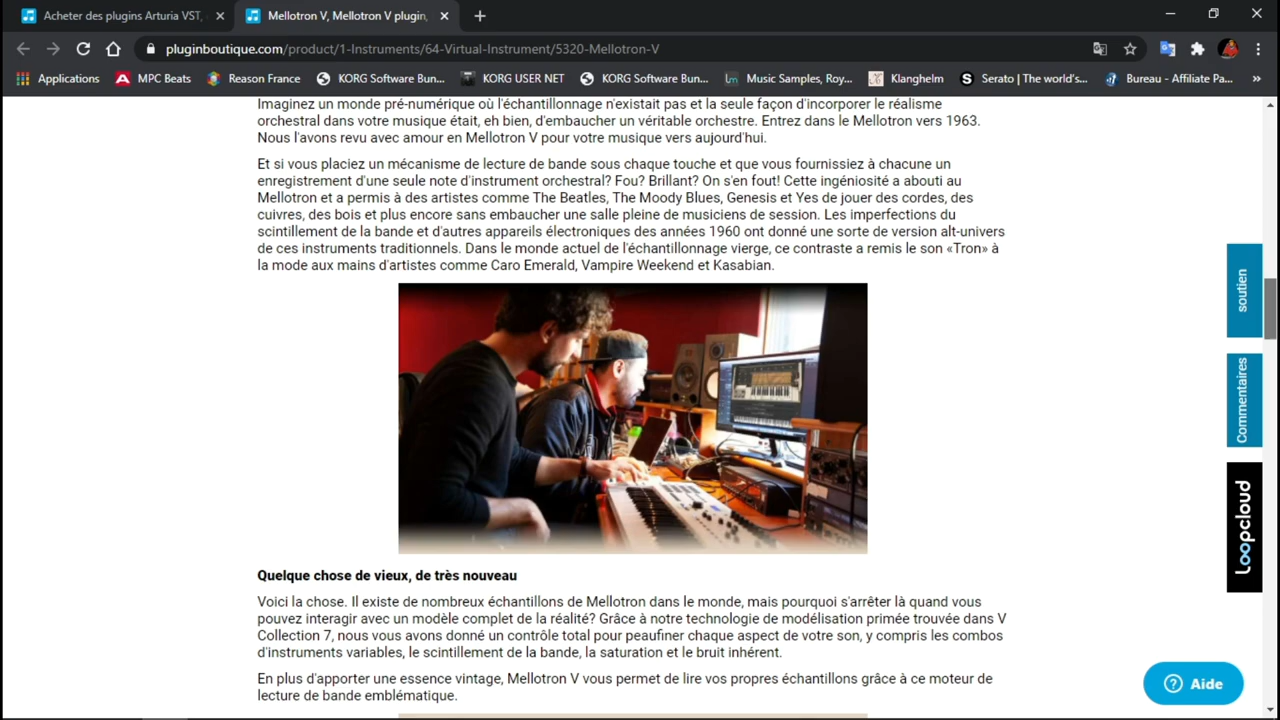 Acheter des plugins Arturia VST,
Mellotron V, Mellotron V plugin,
pluginboutique.com/product/1-Instruments/64-Virtual-Instrument/5320-Mellotron-V
Applications
MPC Beats
Reason France
KORG Software Bun...
KORG USER NET
KORG Software Bun...
Music Samples, Roy...
Klanghelm
Serato | The world's...
Bureau - Affiliate Pa...
»
Imaginez un monde pré-numérique où l'échantillonnage n'existait pas et la seule façon d'incorporer le réalisme
orchestral dans votre musique était, eh bien, d'embaucher un véritable orchestre. Entrez dans le Mellotron vers 1963.
Nous l'avons revu avec amour en Mellotron V pour votre musique vers aujourd'hui.
Et si vous placiez un mécanisme de lecture de bande sous chaque touche et que vous fournissiez à chacune un
enregistrement d'une seule note d'instrument orchestral? Fou? Brillant? On s'en fout! Cette ingéniosité a abouti au
Mellotron et a permis à des artistes comme The Beatles, The Moody Blues, Genesis et Yes de jouer des cordes, des
cuivres, des bois et plus encore sans embaucher une salle pleine de musiciens de session. Les imperfections du
scintillement de la bande et d'autres appareils électroniques des années 1960 ont donné une sorte de version alt-univers
de ces instruments traditionnels. Dans le monde actuel de l'échantillonnage vierge, ce contraste a remis le son «Tron» à
la mode aux mains d'artistes comme Caro Emerald, Vampire Weekend et Kasabian.
soutien
Commentaires
loopcloud
Quelque chose de vieux, de très nouveau
Voici la chose. Il existe de nombreux échantillons de Mellotron dans le monde, mais pourquoi s'arrêter là quand vous
pouvez interagir avec un modèle complet de la réalité? Grâce à notre technologie de modélisation primée trouvée dans V
Collection 7, nous vous avons donné un contrôle total pour peaufiner chaque aspect de votre son, y compris les combos
d'instruments variables, le scintillement de la bande, la saturation et le bruit inhérent.
En plus d'apporter une essence vintage, Mellotron V vous permet de lire vos propres échantillons grâce à ce moteur de
lecture de bande emblématique.
Aide